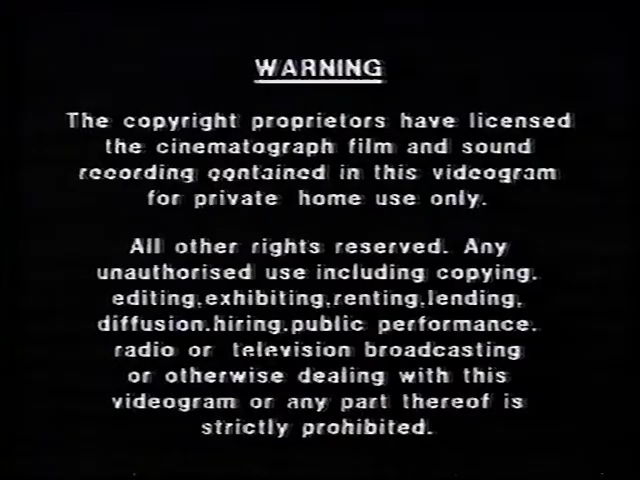 WARNING
The copyright proprietors have licensed
the cinematograph film and sound
recording contained in this videogram
for private home use only.
All other rights reserved. Any
unauthorised use including copying,
editing,exhibiting,renting,lending,
diffusion,hiring,public performance,
radio or television broadcasting
or otherwise dealing with this
videogram or any part thereof is
strictly prohibited.